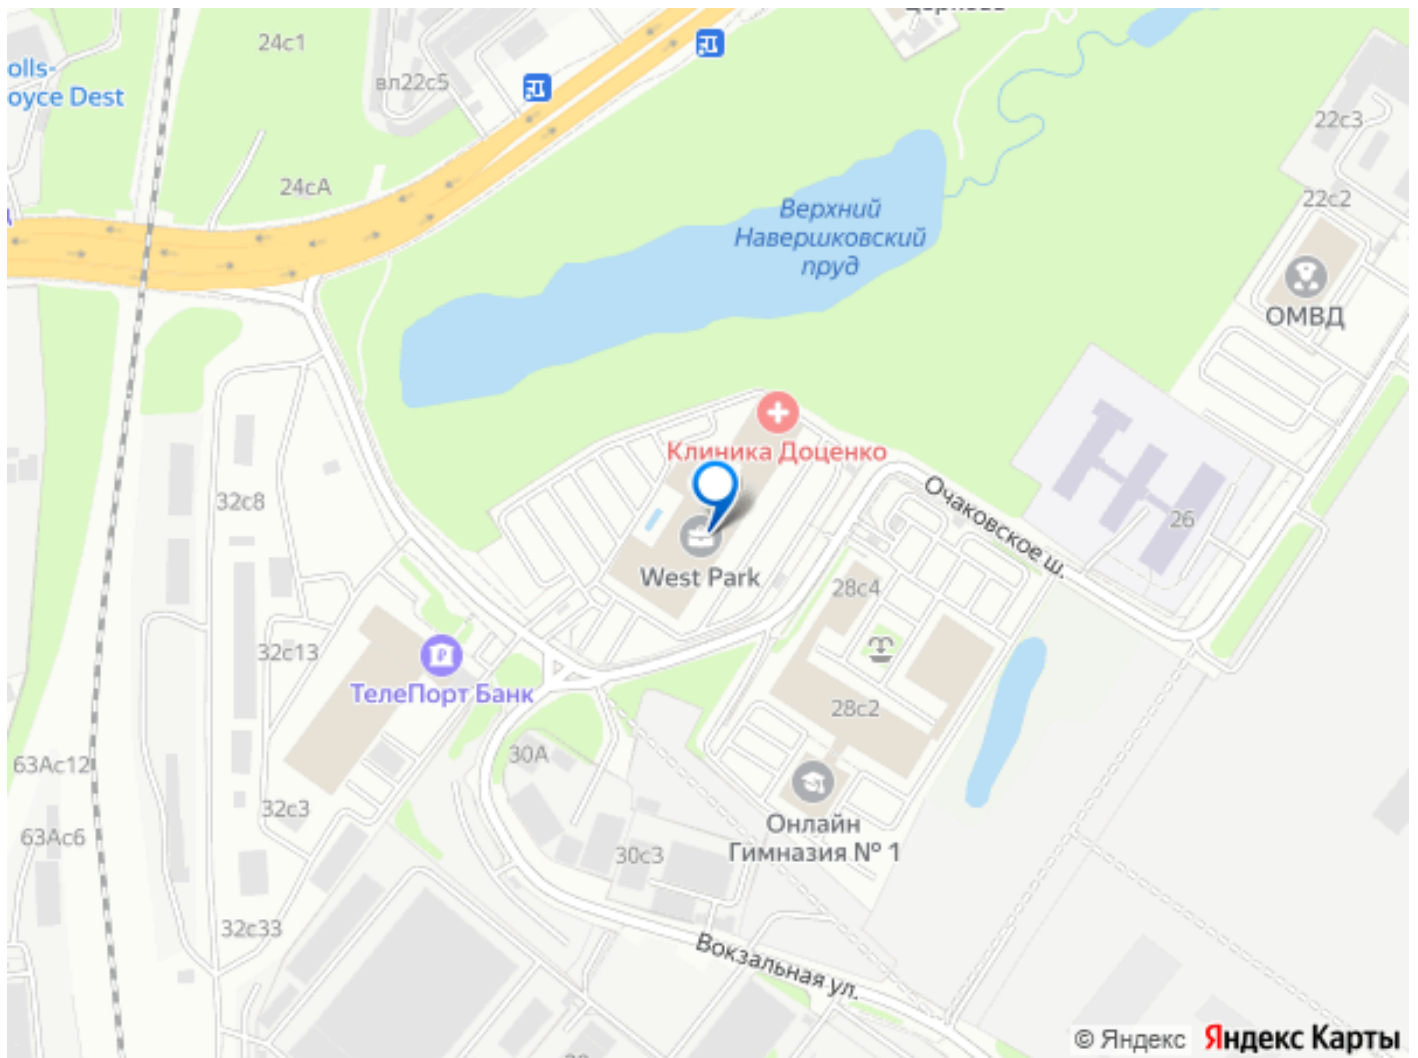 24с1
вл22с5
olls-
oyce Dest
22с3
24сА
22с2
Верхний
Навершковский
пруд
ОМВД
Клиника Доценко
Очаковское ш.
32с8
26
West Park
28с4
32с13
ТелеПорт Банк
28с2
30А
63Ас12
32с3
63Ас6
Онлайн
Гимназия № 1
30с3
32с33
Вокзальная ул.
© Яндекс Яндекс Карты